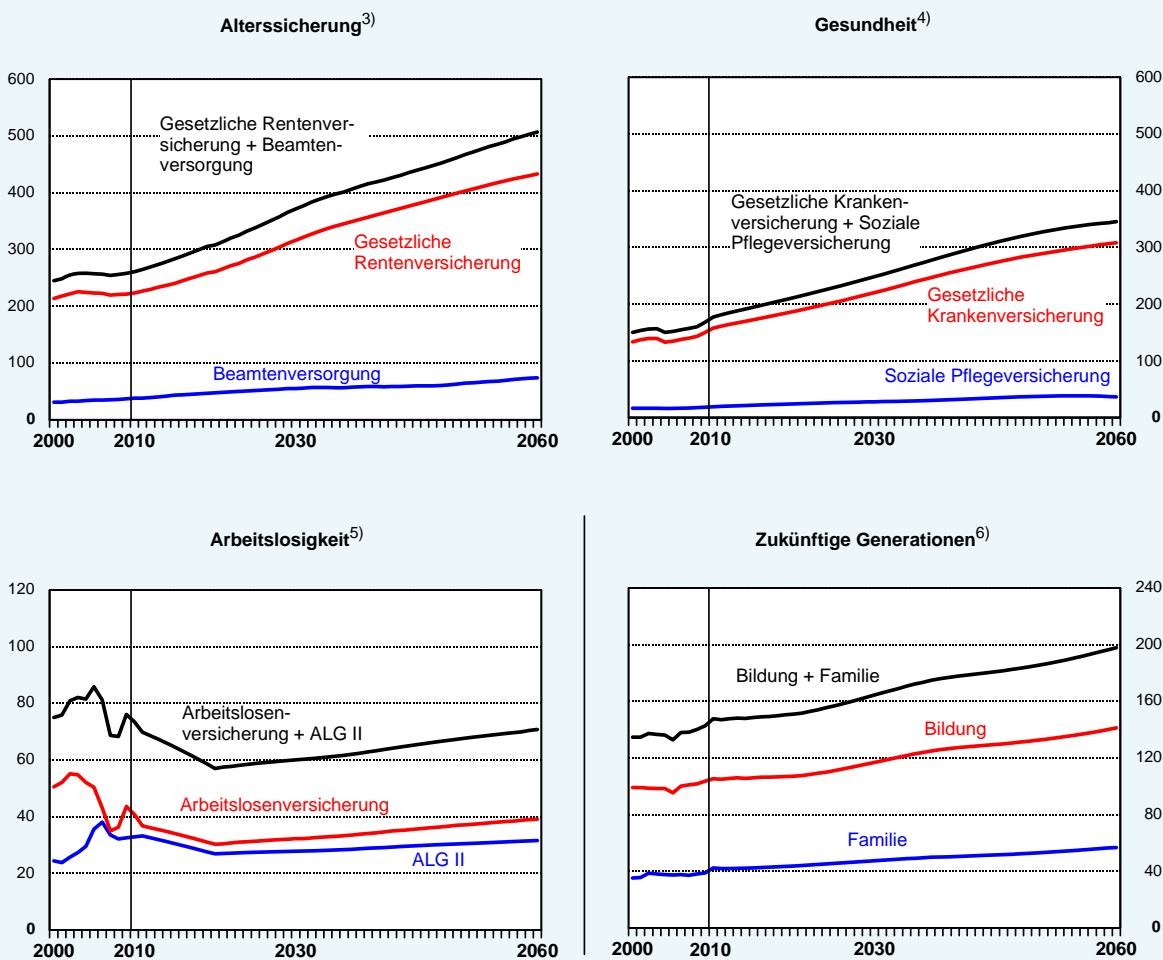 Alterssicherung3)
600
500
400
300
200
100
0
Gesetzliche Rentenver-
sicherung + Beamten-
versorgung
Gesetzliche
Rentenversicherung
Beamtenversorgung
2000 2010 2030 2060
Gesundheit4)
600
500
400
300
200
100
0
Gesetzliche Kranken-
versicherung + Soziale
Pflegeversicherung
Gesetzliche
Krankenversicherung
Soziale Pflegeversicherung
2000 2010 2030 2060
Arbeitslosigkeit5)
120
100
80
60
40
20
0
Arbeitslosen-
versicherung + ALG II
Arbeitslosenversicherung
ALG II
2000 2010 2030 2060
Zukünftige Generationen6)
240
200
160
120
80
40
0
Bildung + Familie
Bildung
Familie
2000 2010 2030 2060